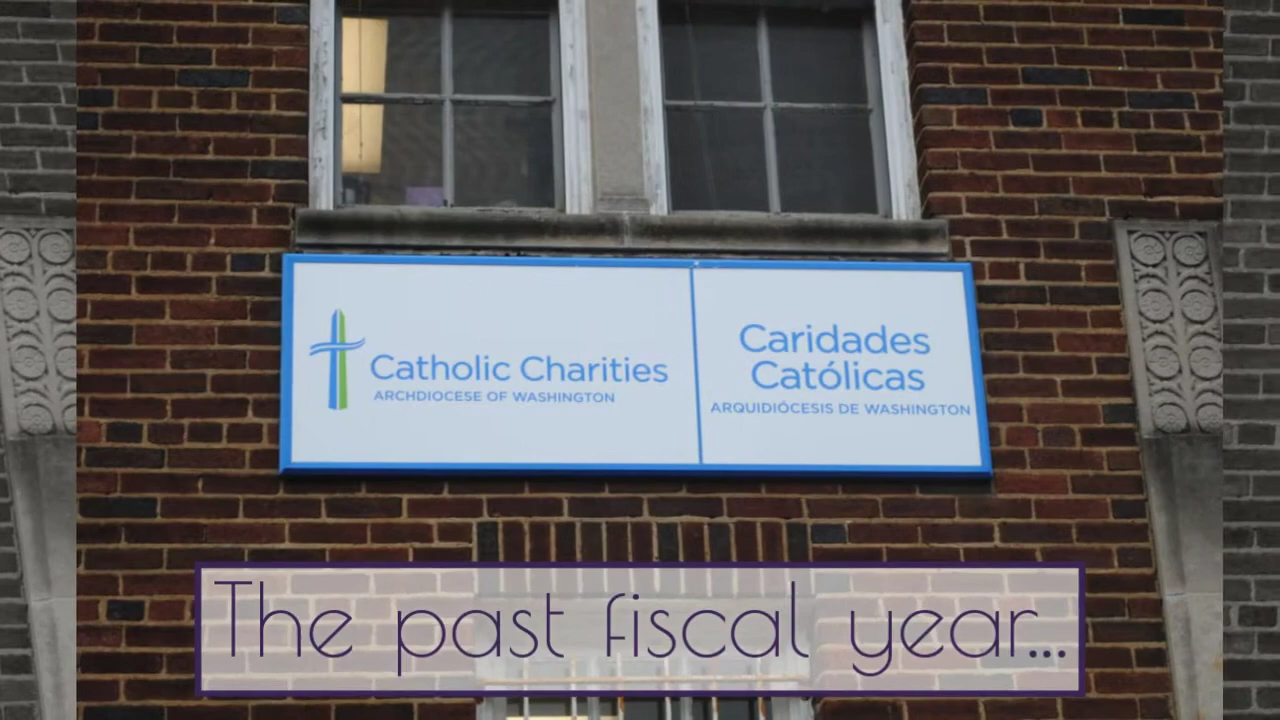 Catholic Charities
ARCHDIOCESE OF WASHINGTON
Caridades
Católicas
ARQUIDIÓCESIS DE WASHINGTON
The past fiscal year...